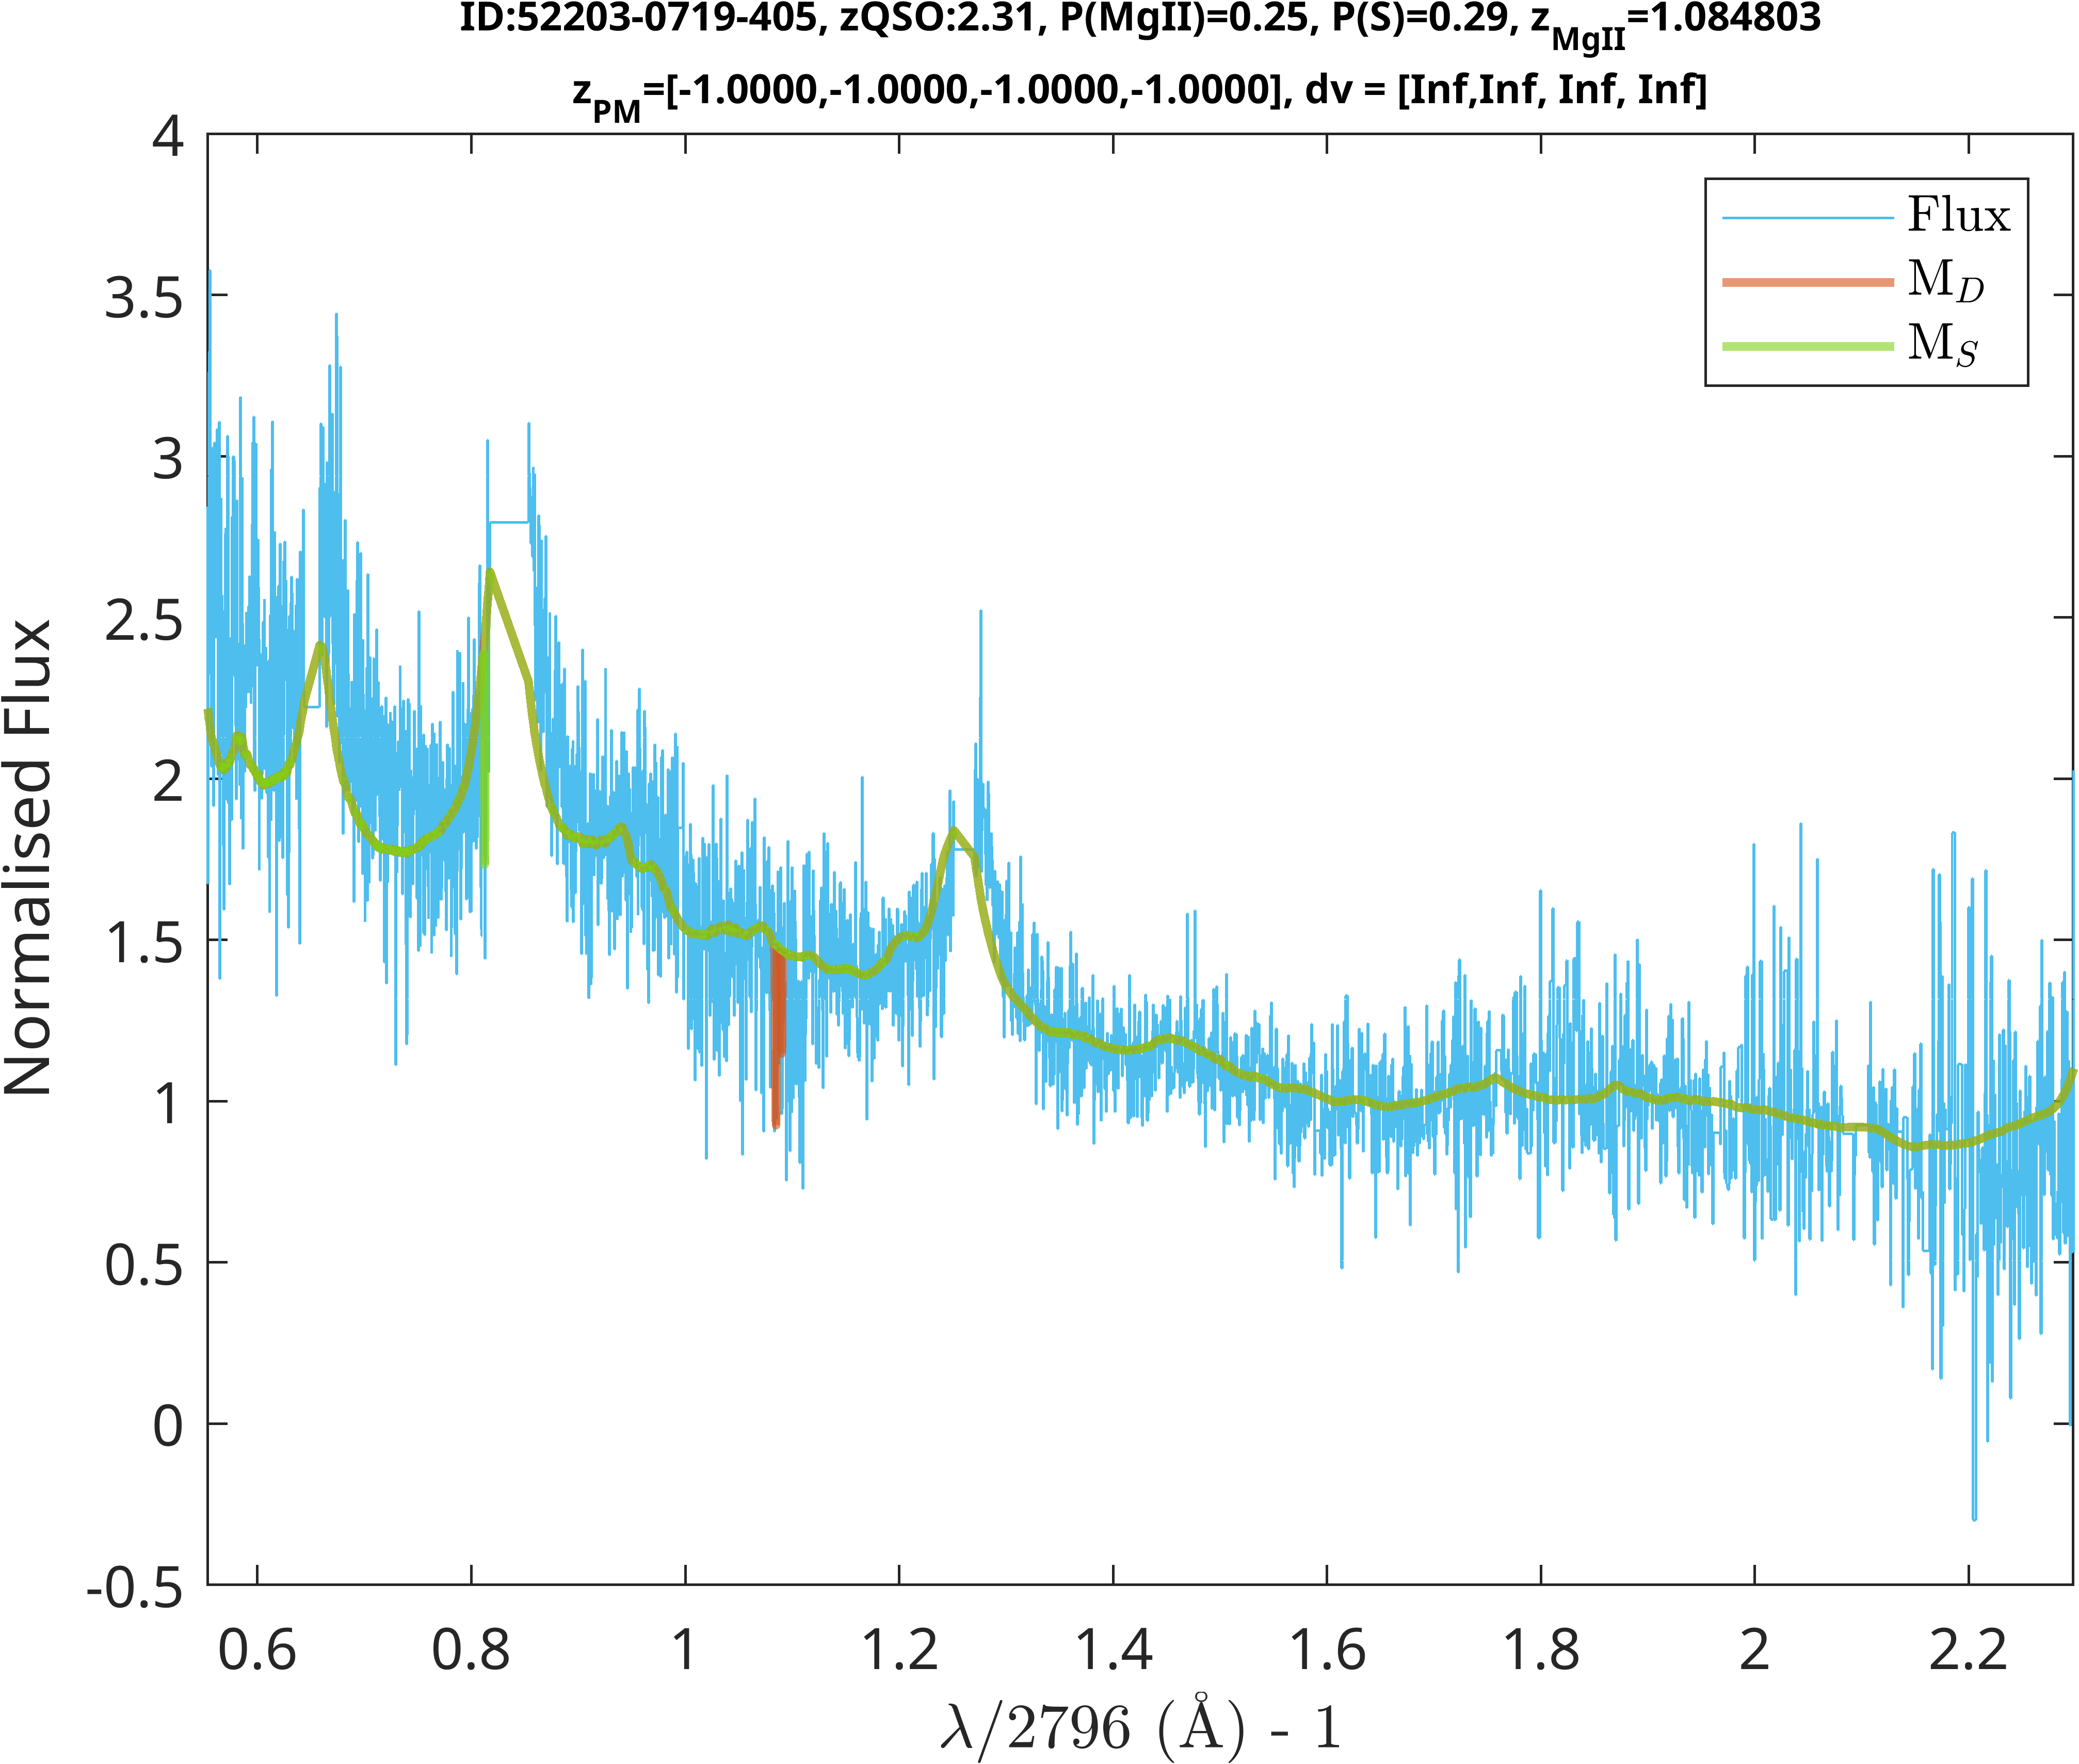 ID:52203-0719-405, zQSO:2.31, P(MgII)=0.25, P(S)=0.29, zMgII=1.084803
zPM=[-1.0000,-1.0000,-1.0000,-1.0000], dv = [Inf,Inf, Inf, Inf]
4
3.5
3
2.5
2
1.5
1
0.5
0
-0.5
Normalised Flux
Flux
MD
MS
0.6
0.8
1
1.2
1.4
1.6
1.8
2
2.2
λ/2796 (Å) - 1